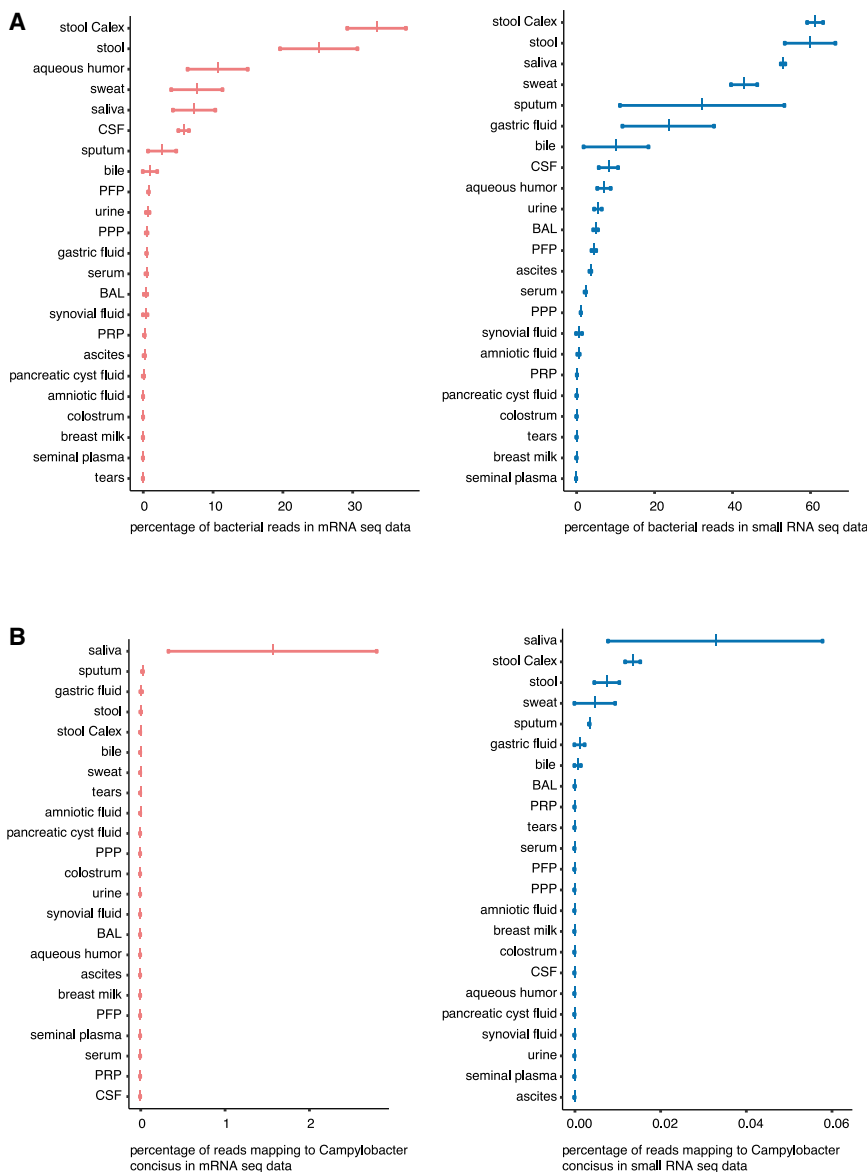 A
stool Calex
stool
aqueous humor
sweat
saliva
CSF
sputum
bile
PFP
urine
PPP
gastric fluid
serum
BAL
synovial fluid
PRP
ascites
pancreatic cyst fluid
amniotic fluid
colostrum
breast milk
seminal plasma
tears
0 10 20 30
percentage of bacterial reads in mRNA seq data
stool Calex
stool
saliva
sweat
sputum
gastric fluid
bile
CSF
aqueous humor
urine
BAL
PFP
ascites
serum
PPP
synovial fluid
amniotic fluid
PRP
pancreatic cyst fluid
colostrum
tears
breast milk
seminal plasma
0 20 40 60
percentage of bacterial reads in small RNA seq data
B
saliva
sputum
gastric fluid
stool
stool Calex
bile
sweat
tears
amniotic fluid
pancreatic cyst fluid
PPP
colostrum
urine
synovial fluid
BAL
aqueous humor
ascites
breast milk
PFP
seminal plasma
serum
PRP
CSF
0 1 2
percentage of reads mapping to Campylobacter
concisus in mRNA seq data
saliva
stool Calex
stool
sweat
sputum
gastric fluid
bile
BAL
PRP
tears
serum
PFP
PPP
amniotic fluid
breast milk
colostrum
CSF
aqueous humor
pancreatic cyst fluid
synovial fluid
urine
seminal plasma
ascites
0.00 0.02 0.04 0.06
percentage of reads mapping to Campylobacter
concisus in small RNA seq data